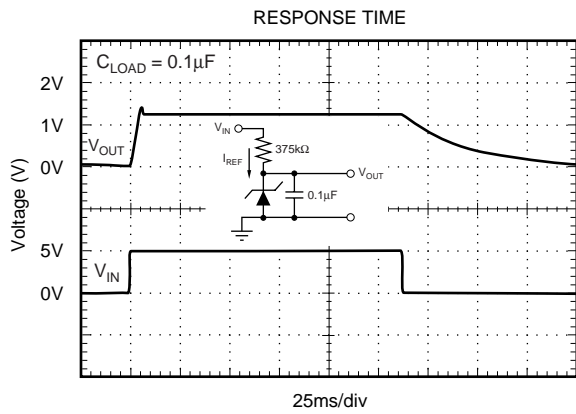 RESPONSE TIME
C_LOAD = 0.1µF
2V
1V
V_OUT
0V
V_IN
375kΩ
I_REF
V_OUT
0.1µF
Voltage (V)
5V
V_IN
0V
25ms/div